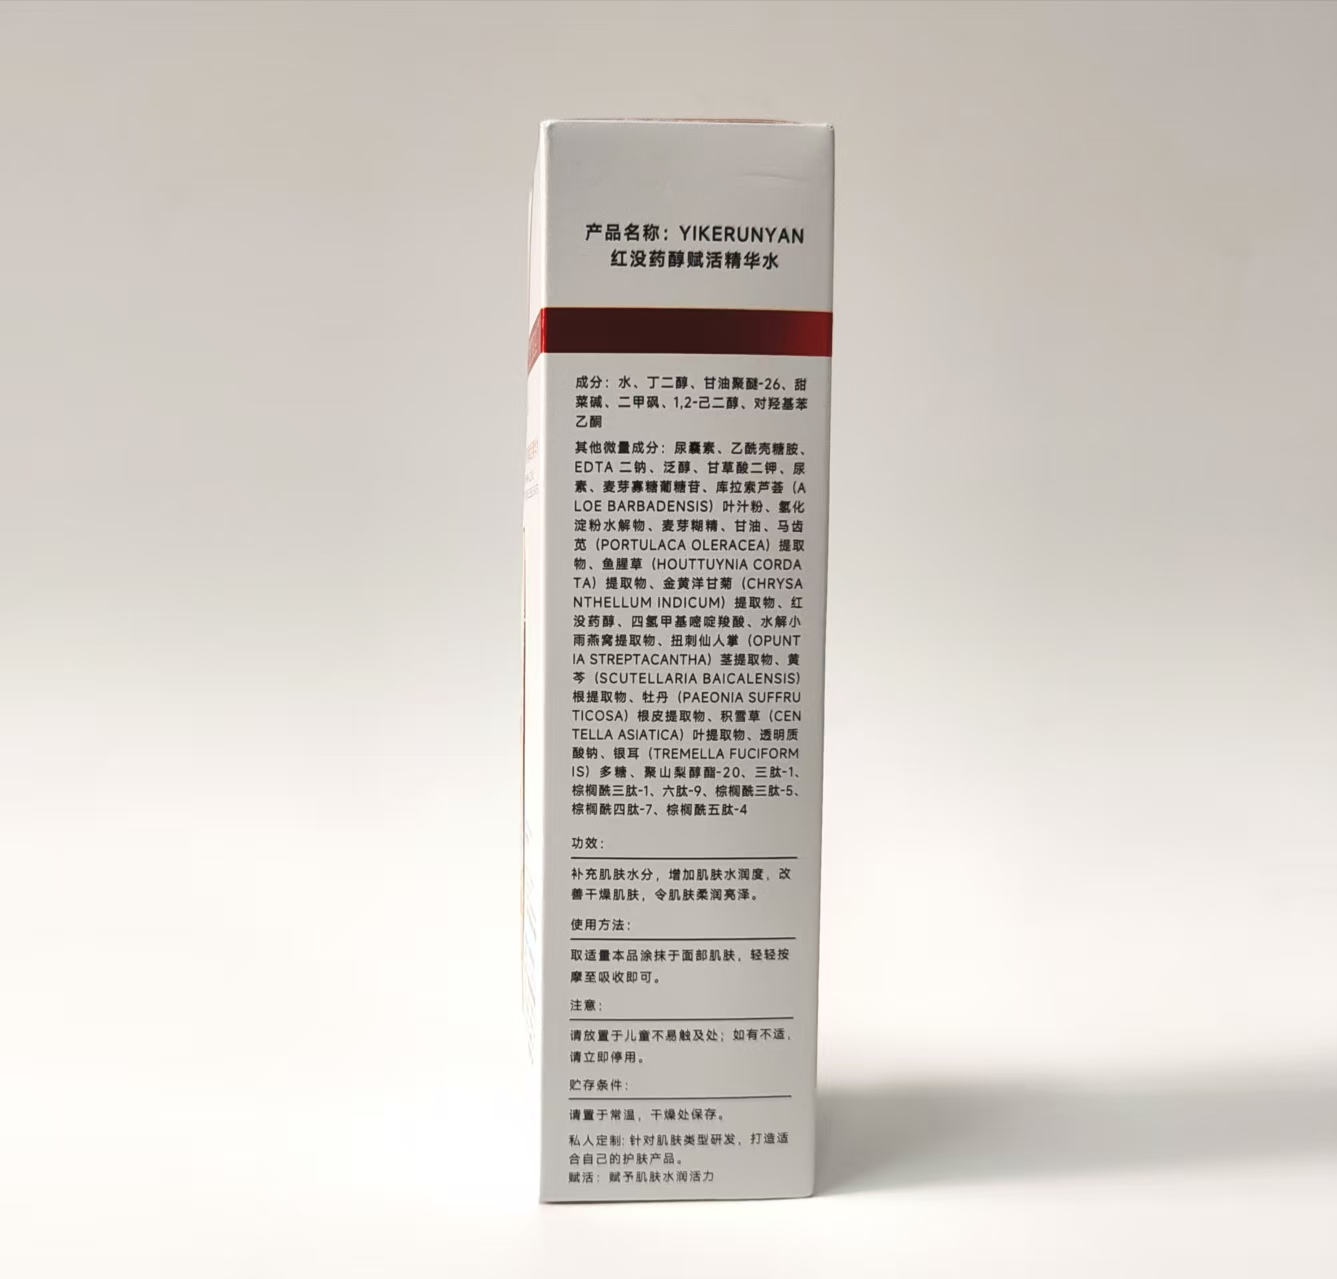 产品名称：YIKERUNYAN
红没药醇赋活精华水
成分：水、丁二醇、甘油聚醚-26、甜
菜碱、二甲砜、1,2-己二醇、对羟基苯
乙酮
其他微量成分：尿囊素、乙酰壳糖胺、
EDTA 二钠、泛醇、甘草酸二钾、尿
素、麦芽寡糖葡糖苷、库拉索芦荟（A
LOE BARBADENSIS）叶汁粉、氢化
淀粉水解物、麦芽糊精、甘油、马齿
苋（PORTULACA OLERACEA）提取
物、鱼腥草（HOUTTUYNIA CORDA
TA）提取物、金黄洋甘菊（CHRYSA
NTHELLUM INDICUM）提取物、红
没药醇、四氢甲基嘧啶羧酸、水解小
雨燕窝提取物、扭刺仙人掌（OPUNT
IA STREPTACANTHA）茎提取物、黄
芩（SCUTELLARIA BAICALENSIS）
根提取物、牡丹（PAEONIA SUFFRU
TICOSA）根皮提取物、积雪草（CEN
TELLA ASIATICA）叶提取物、透明质
酸钠、银耳（TREMELLA FUCIFORM
IS）多糖、聚山梨醇酯-20、三肽-1、
棕榈酰三肽-1、六肽-9、棕榈酰三肽-5、
棕榈酰四肽-7、棕榈酰五肽-4
功效：
补充肌肤水分，增加肌肤水润度，改
善干燥肌肤，令肌肤柔润亮泽。
使用方法：
取适量本品涂抹于面部肌肤，轻轻按
摩至吸收即可。
注意：
请放置于儿童不易触及处；如有不适，
请立即停用。
贮存条件：
请置于常温，干燥处保存。
私人定制：针对肌肤类型研发，打造适
合自己的护肤产品。
赋活：赋予肌肤水润活力